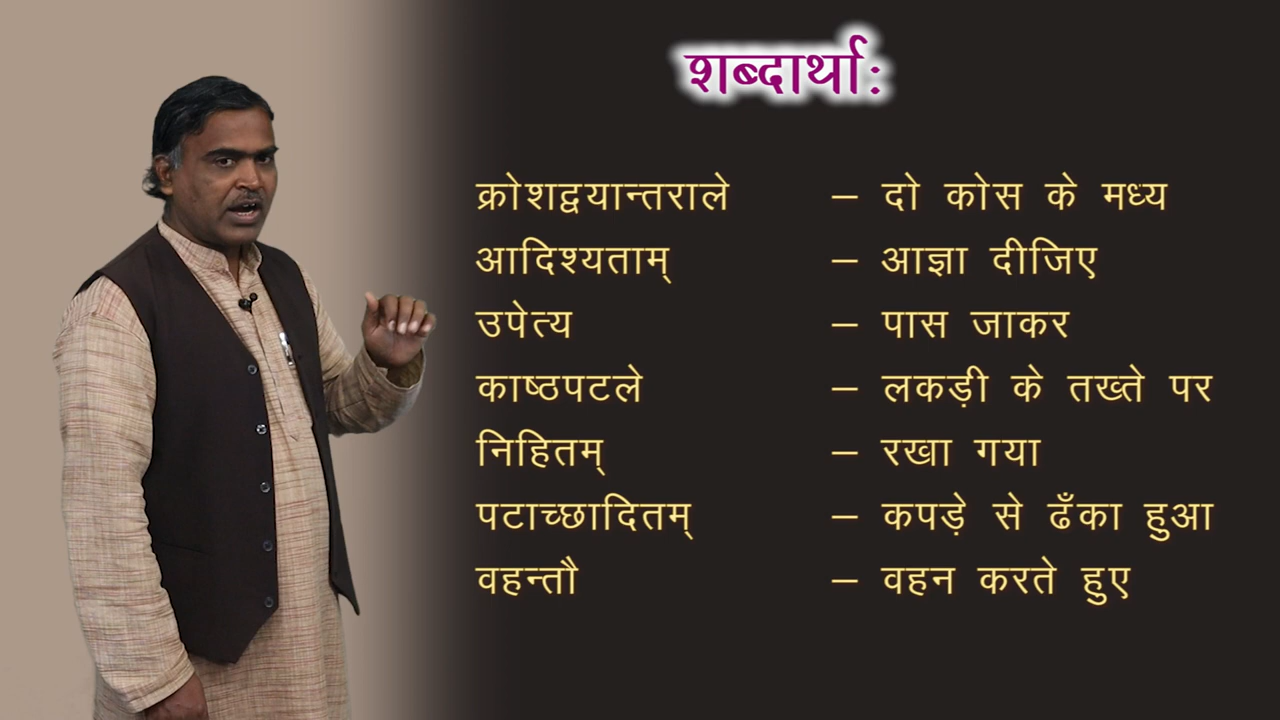 शब्दार्थाः
क्रोशद्वयान्तराले – दो कोस के मध्य
आदिश्यताम् – आज्ञा दीजिए
उपेत्य – पास जाकर
काष्ठपटले – लकड़ी के तख्ते पर
निहितम् – रखा गया
पटाच्छादितम् – कपड़े से ढँका हुआ
वहन्तौ – वहन करते हुए